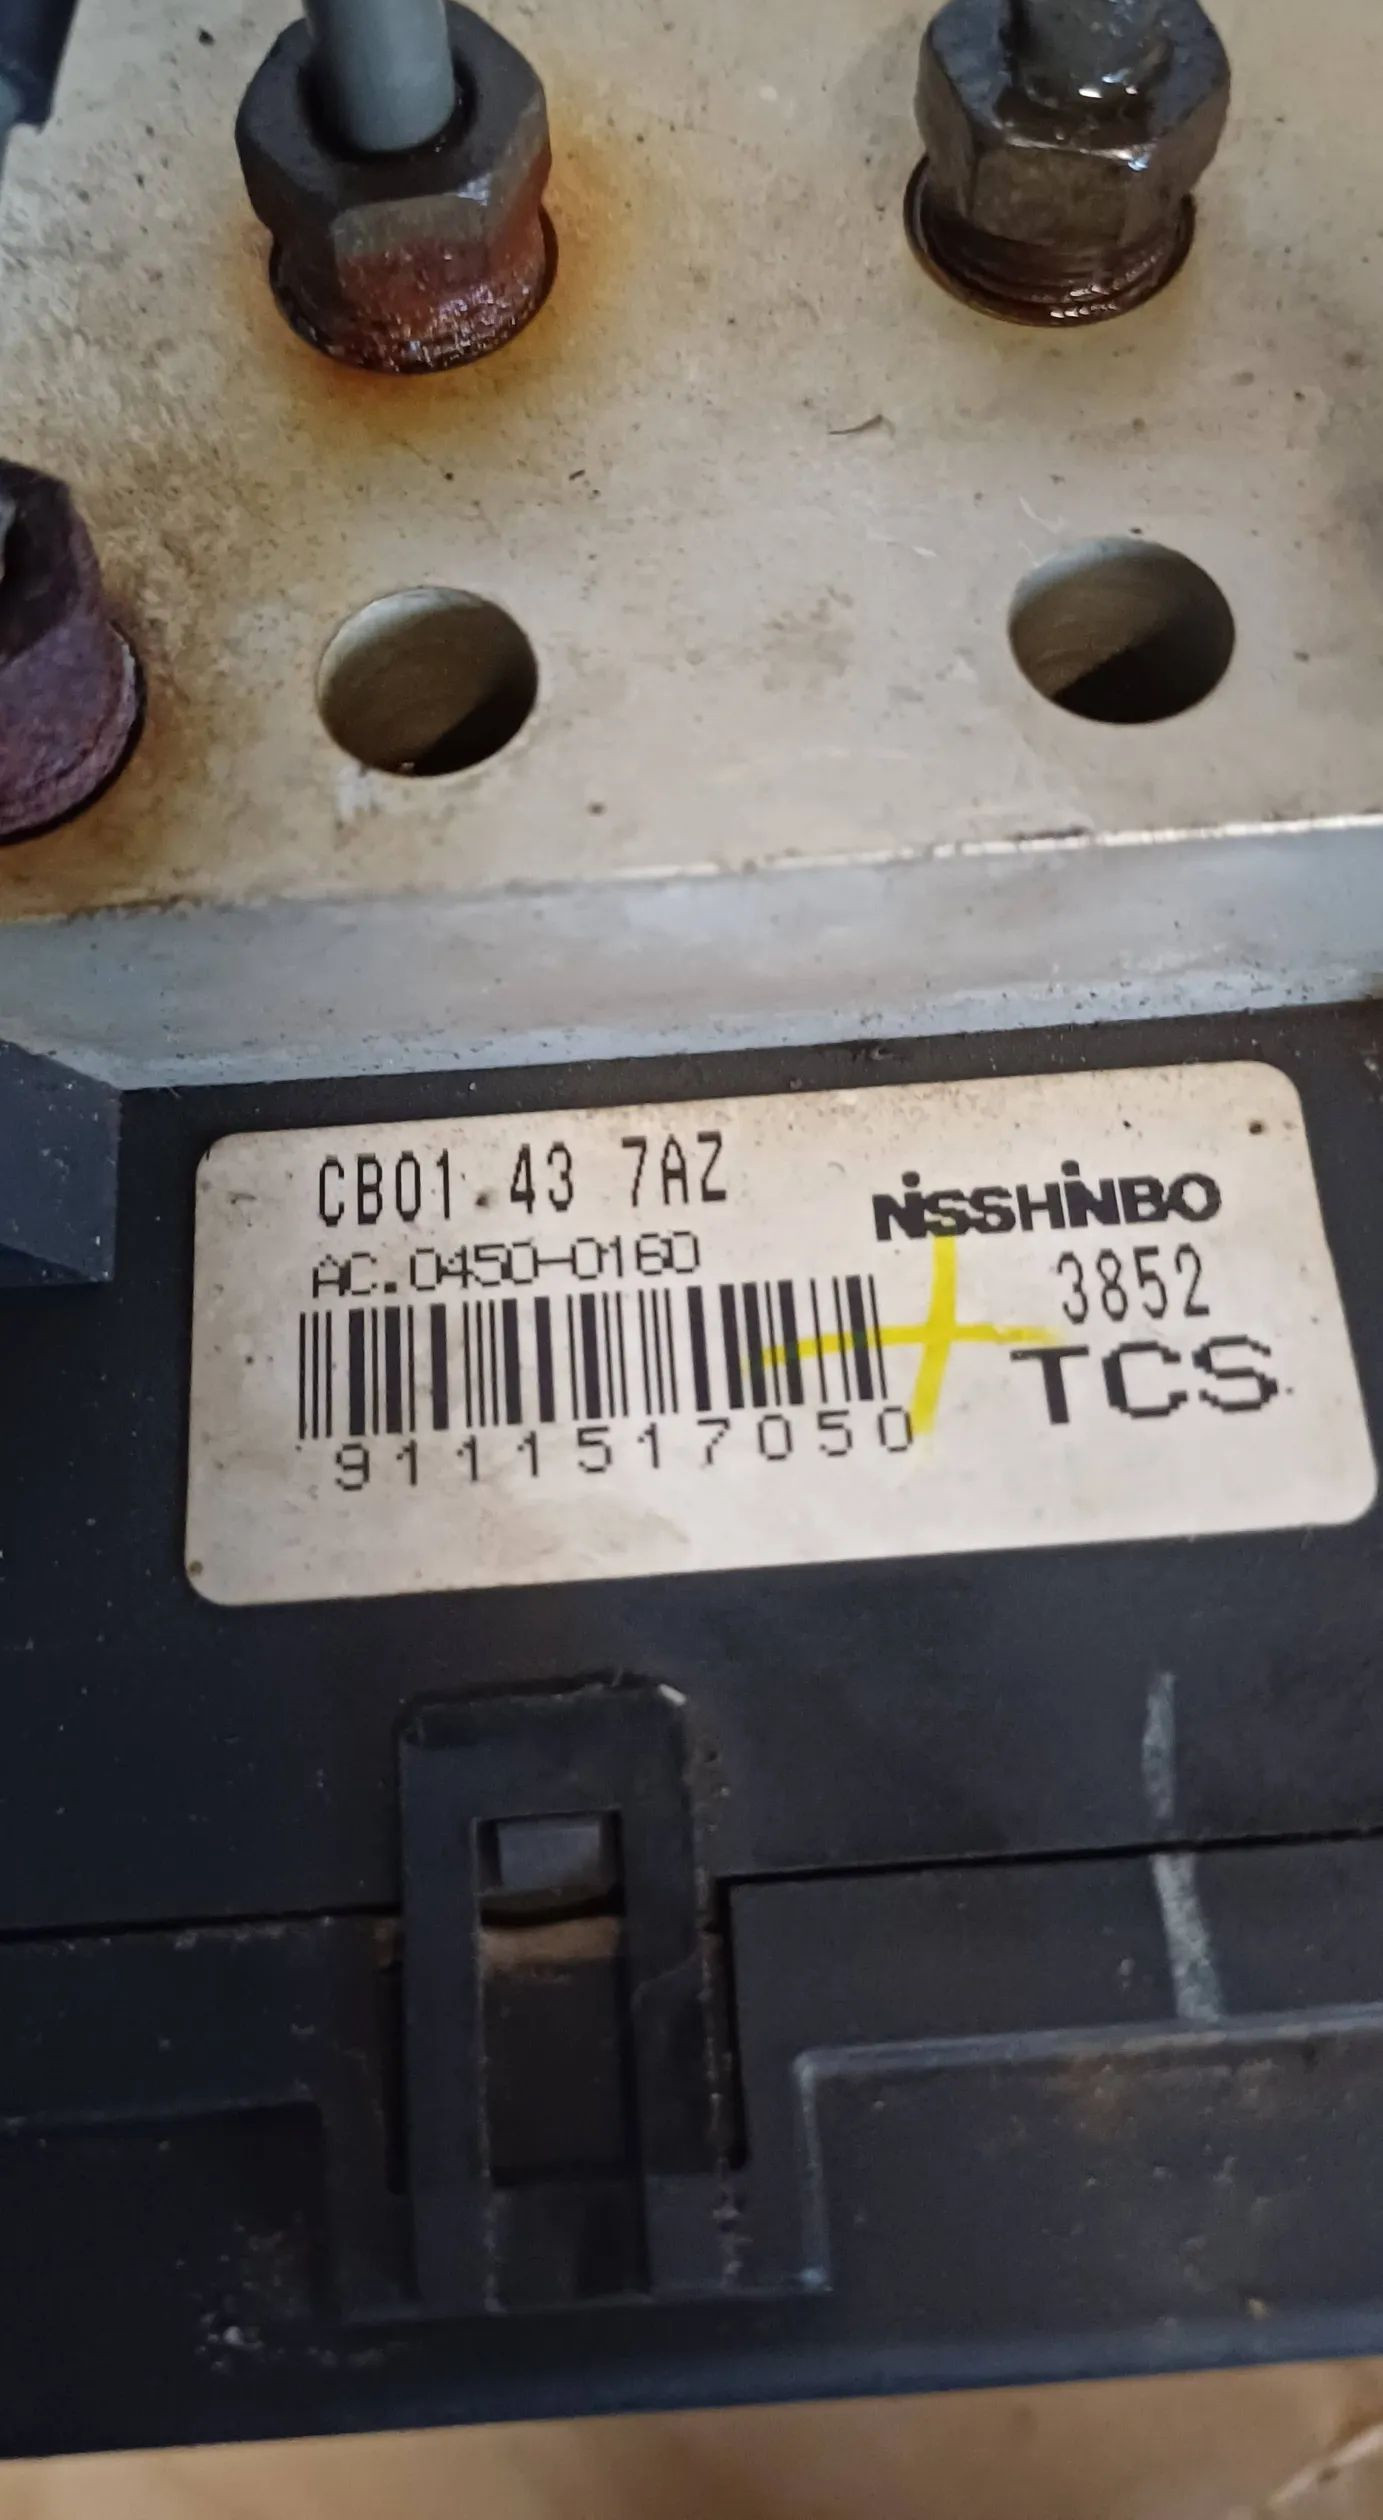 CB01.43 7AZ
NISSHINBO
AC.0450-0160
3852
TCS
9111517050